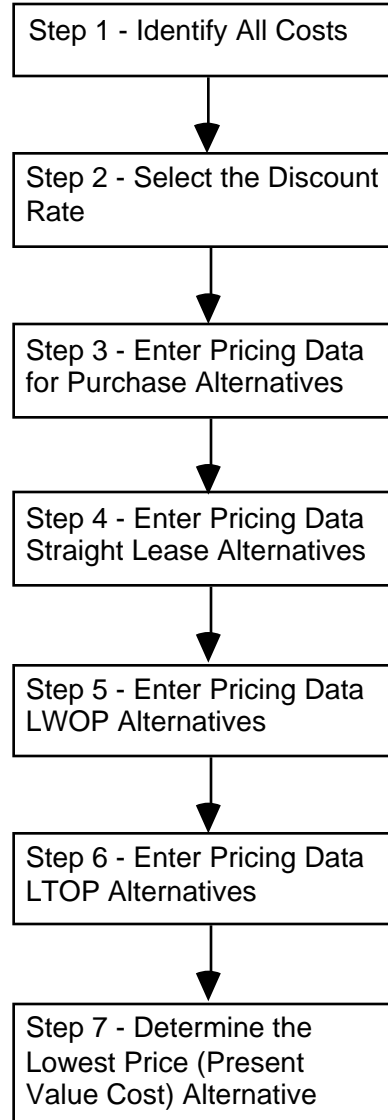 Step 1 - Identify All Costs
Step 2 - Select the Discount
Rate
Step 3 - Enter Pricing Data
for Purchase Alternatives
Step 4 - Enter Pricing Data
Straight Lease Alternatives
Step 5 - Enter Pricing Data
LWOP Alternatives
Step 6 - Enter Pricing Data
LTOP Alternatives
Step 7 - Determine the
Lowest Price (Present
Value Cost) Alternative